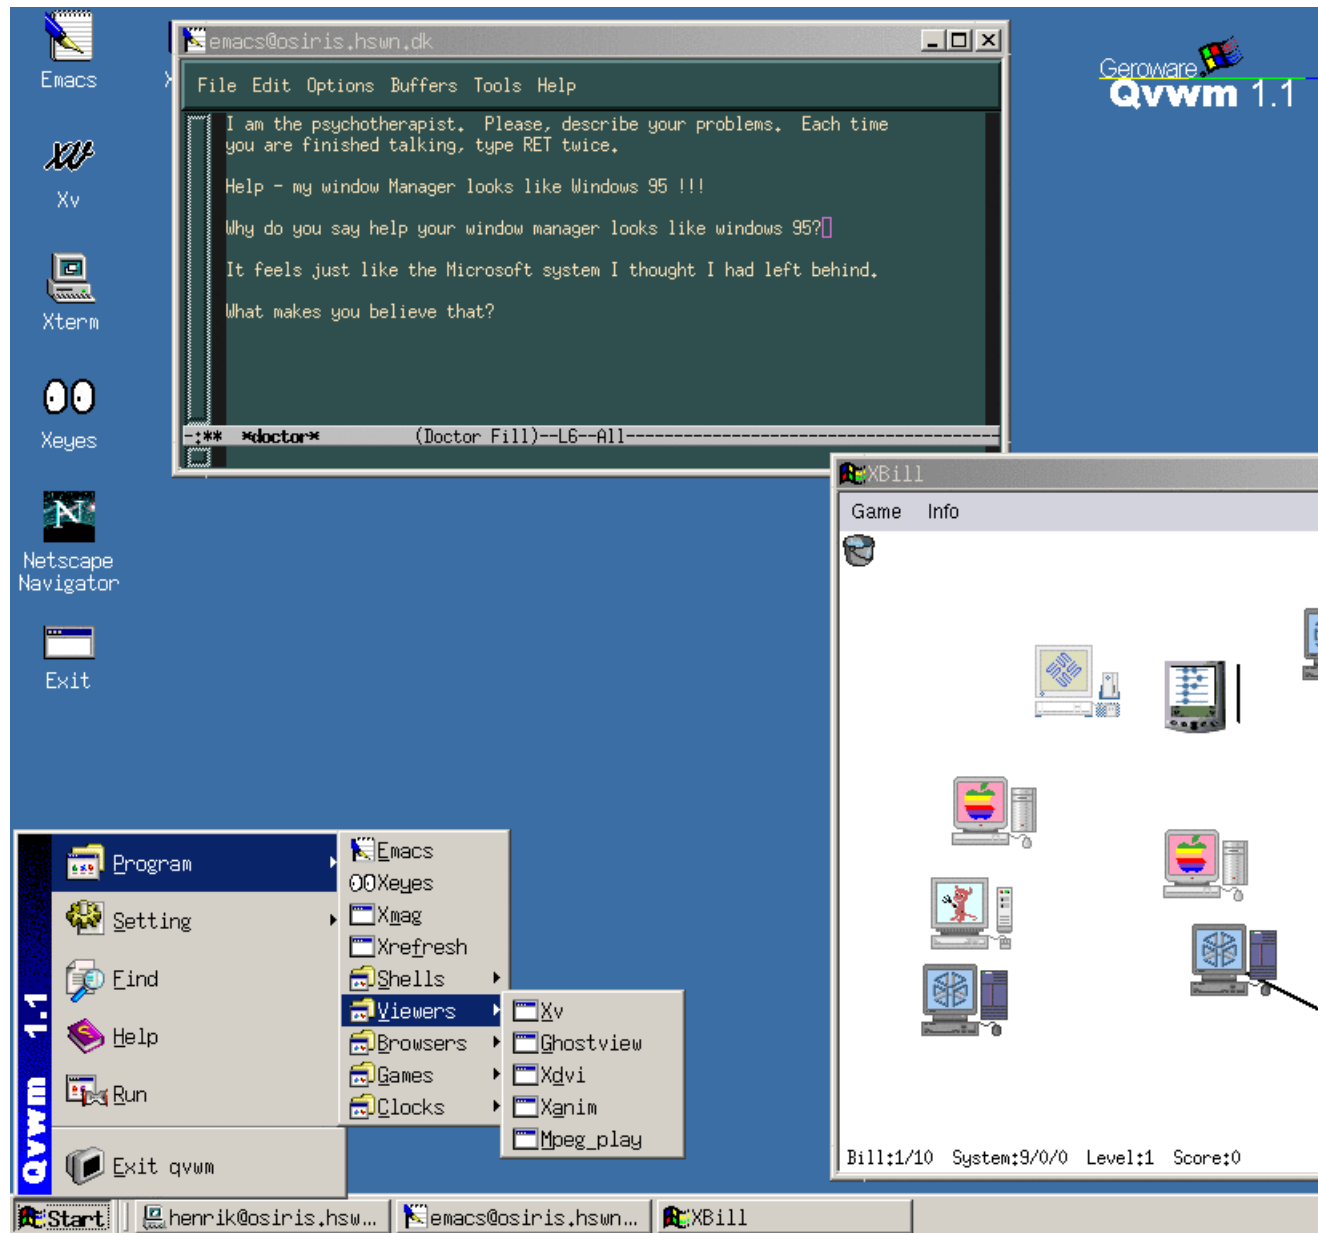 Emacs
X
Xv
Xterm
Xeyes
Netscape
Navigator
Exit
emacs@osiris.hswn.dk
File Edit Options Buffers Tools Help
I am the psychotherapist.  Please, describe your problems.  Each time
you are finished talking, type RET twice.
Help - my window Manager looks like Windows 95 !!!
Why do you say help your window manager looks like windows 95?
It feels just like the Microsoft system I thought I had left behind.
What makes you believe that?
-:** *doctor* (Doctor Fill)--L6--All------------------------------------
Geroware
Qvwm 1.1
XBill
Game Info
Bill:1/10 System:9/0/0 Level:1 Score:0
Qvwm 1.1
Program
Setting
Find
Help
Run
Exit qvwm
Emacs
Xeyes
Xmag
Xrefresh
Shells
Viewers
Browsers
Games
Clocks
Xv
Ghostview
Xdvi
Xanim
Mpeg_play
Start henrik@osiris.hsw... emacs@osiris.hswn... XBill